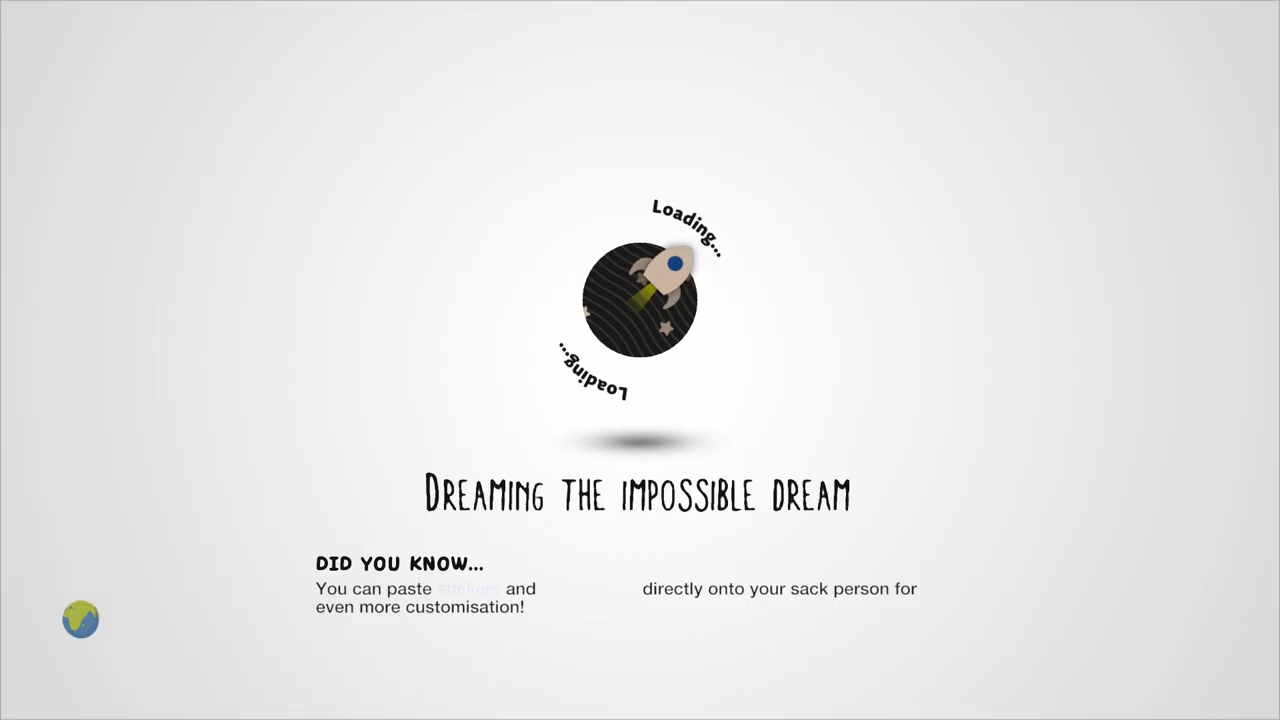 Loading...
Loading...
Dreaming the impossible dream
DID YOU KNOW...
You can paste stickers and directly onto your sack person for
even more customisation!